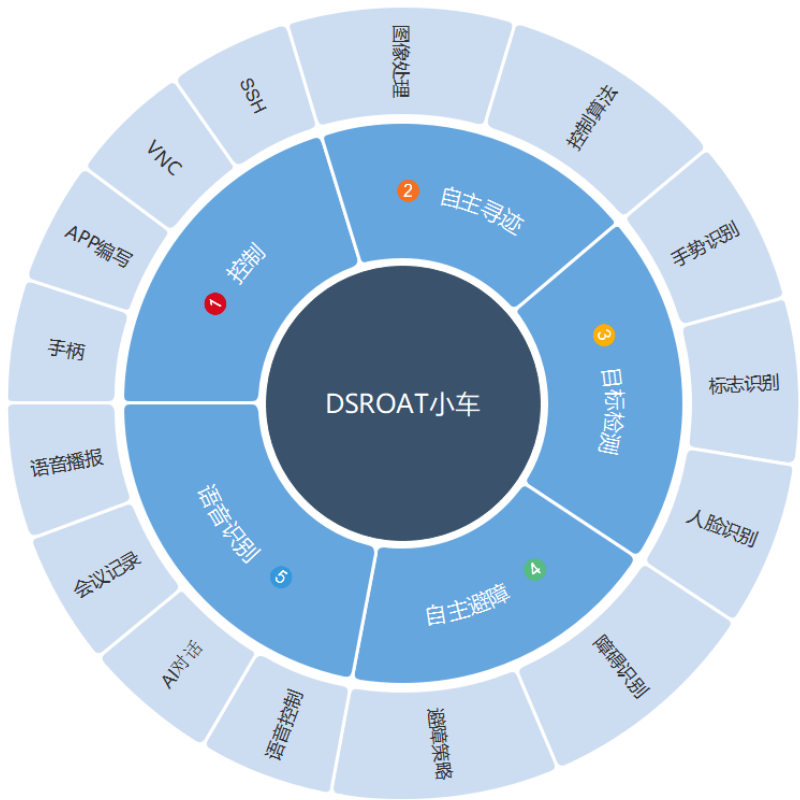 DSROAT小车
1 控制
手柄
APP编写
VNC
SSH
2 自主寻迹
图像处理
控制算法
3 目标检测
手势识别
标志识别
人脸识别
4 自主避障
障碍识别
避障策略
5 语音识别
语音控制
AI对话
会议记录
语音播报